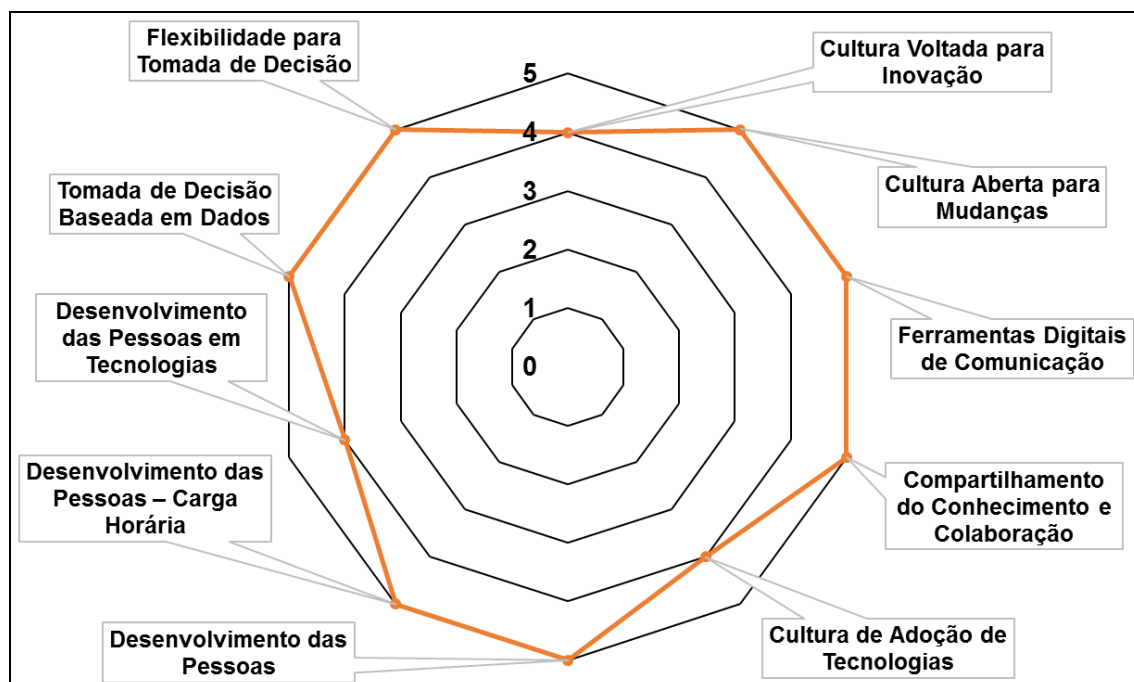 Flexibilidade para
Tomada de Decisão
Cultura Voltada para
Inovação
5
4
3
2
1
0
Cultura Aberta para
Mudanças
Tomada de Decisão
Baseada em Dados
Ferramentas Digitais
de Comunicação
Desenvolvimento
das Pessoas em
Tecnologias
Compartilhamento
do Conhecimento e
Colaboração
Desenvolvimento das
Pessoas – Carga
Horária
Cultura de Adoção de
Tecnologias
Desenvolvimento das
Pessoas